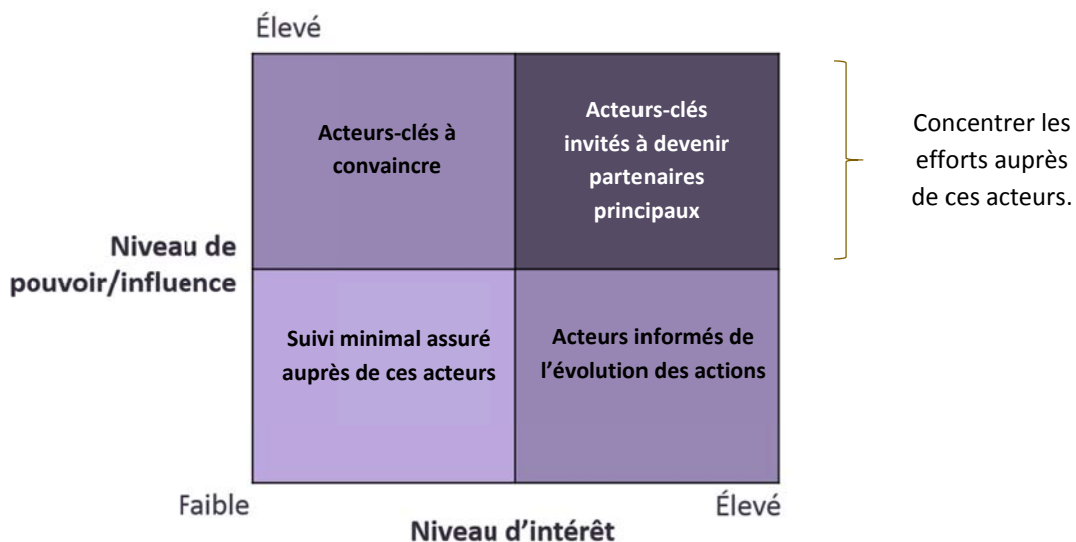 Élevé
Acteurs-clés à
convaincre
Acteurs-clés
invités à devenir
partenaires
principaux
Concentrer les
efforts auprès
de ces acteurs.
Niveau de
pouvoir/influence
Suivi minimal assuré
auprès de ces acteurs
Acteurs informés de
l’évolution des actions
Faible
Élevé
Niveau d’intérêt